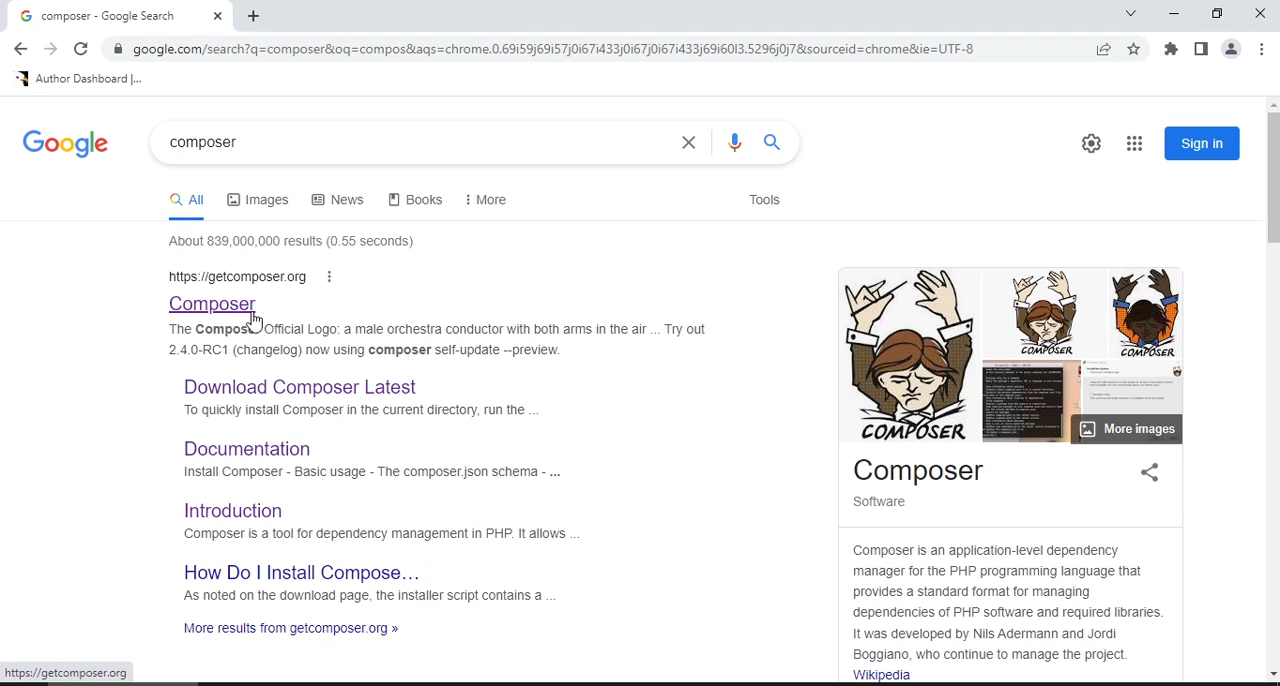 composer - Google Search
google.com/search?q=composer&oq=compos&aqs=chrome.0.69i59j69i57j0i67i433j0i67j0i67i433j69i60l3.5296j0j7&sourceid=chrome&ie=UTF-8
Author Dashboard |...
Google
composer
Sign in
All
Images
News
Books
More
Tools
About 839,000,000 results (0.55 seconds)
https://getcomposer.org
Composer
The Compos Official Logo: a male orchestra conductor with both arms in the air ... Try out
2.4.0-RC1 (changelog) now using composer self-update --preview.
Download Composer Latest
To quickly install Composer in the current directory, run the ...
Documentation
Install Composer - Basic usage - The composer.json schema - ...
Introduction
Composer is a tool for dependency management in PHP. It allows ...
How Do I Install Compose...
As noted on the download page, the installer script contains a ...
More results from getcomposer.org »
COMPOSER
COMPOSER
COMPOSER
More images
Composer
Software
Composer is an application-level dependency
manager for the PHP programming language that
provides a standard format for managing
dependencies of PHP software and required libraries.
It was developed by Nils Adermann and Jordi
Boggiano, who continue to manage the project.
Wikipedia
https://getcomposer.org